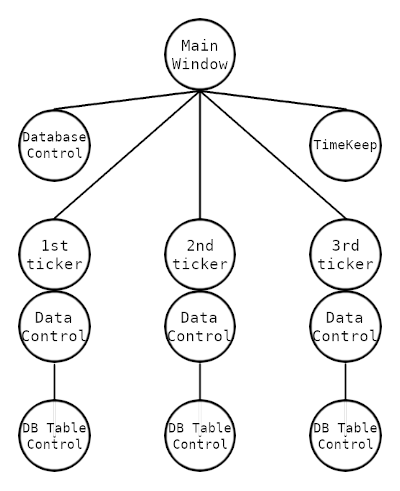 Main
Window
Database
Control
TimeKeep
1st
ticker
2nd
ticker
3rd
ticker
Data
Control
Data
Control
Data
Control
DB Table
Control
DB Table
Control
DB Table
Control